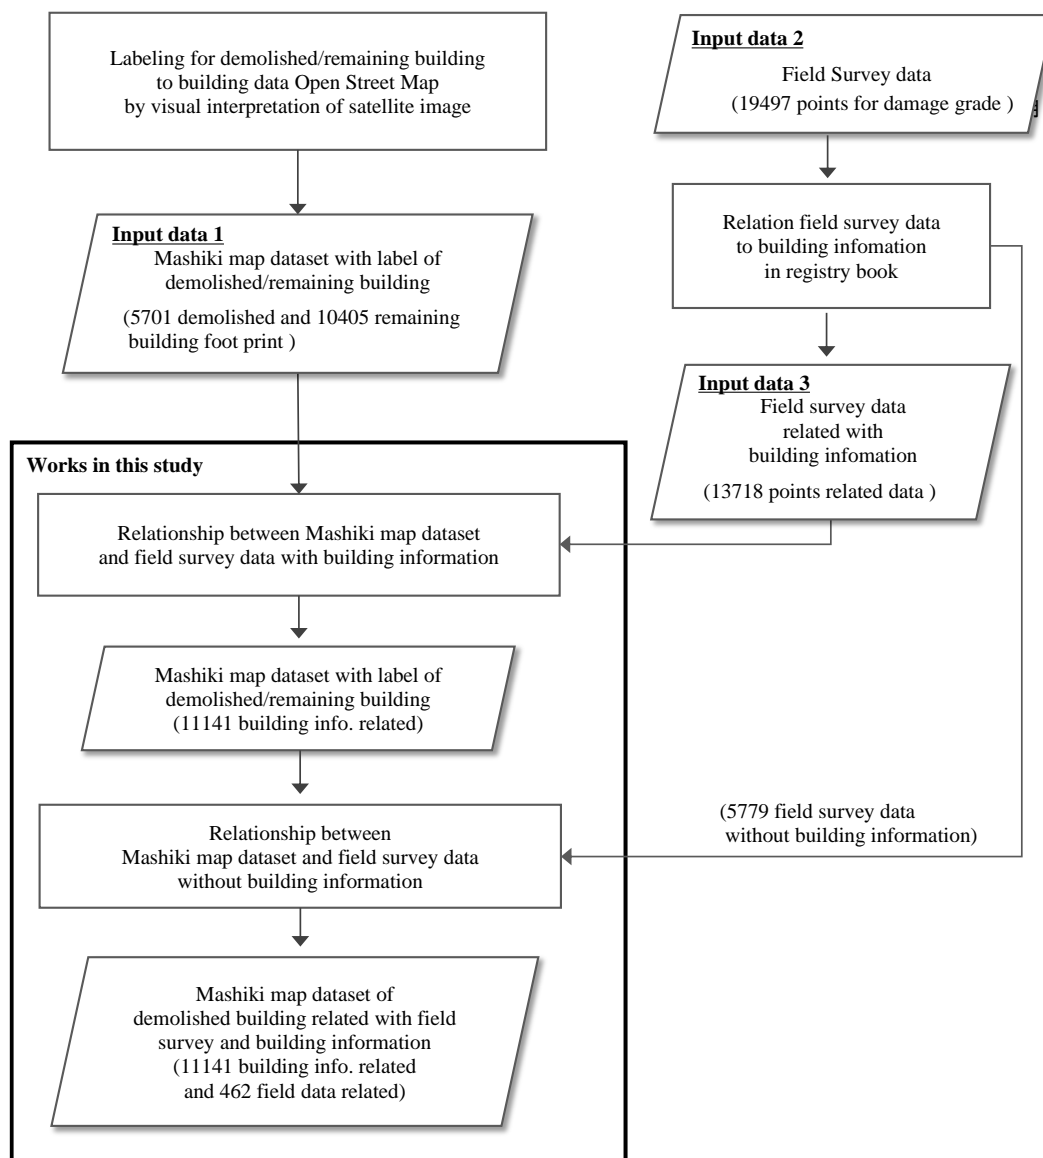 Labeling for demolished/remaining building
to building data Open Street Map
by visual interpretation of satellite image
Input data 2
Field Survey data
(19497 points for damage grade )
Input data 1
Mashiki map dataset with label of
demolished/remaining building
(5701 demolished and 10405 remaining
building foot print )
Relation field survey data
to building infomation
in registry book
Input data 3
Field survey data
related with
building infomation
(13718 points related data )
Works in this study
Relationship between Mashiki map dataset
and field survey data with building information
Mashiki map dataset with label of
demolished/remaining building
(11141 building info. related)
(5779 field survey data
without building information)
Relationship between
Mashiki map dataset and field survey data
without building information
Mashiki map dataset of
demolished building related with field
survey and building information
(11141 building info. related
and 462 field data related)